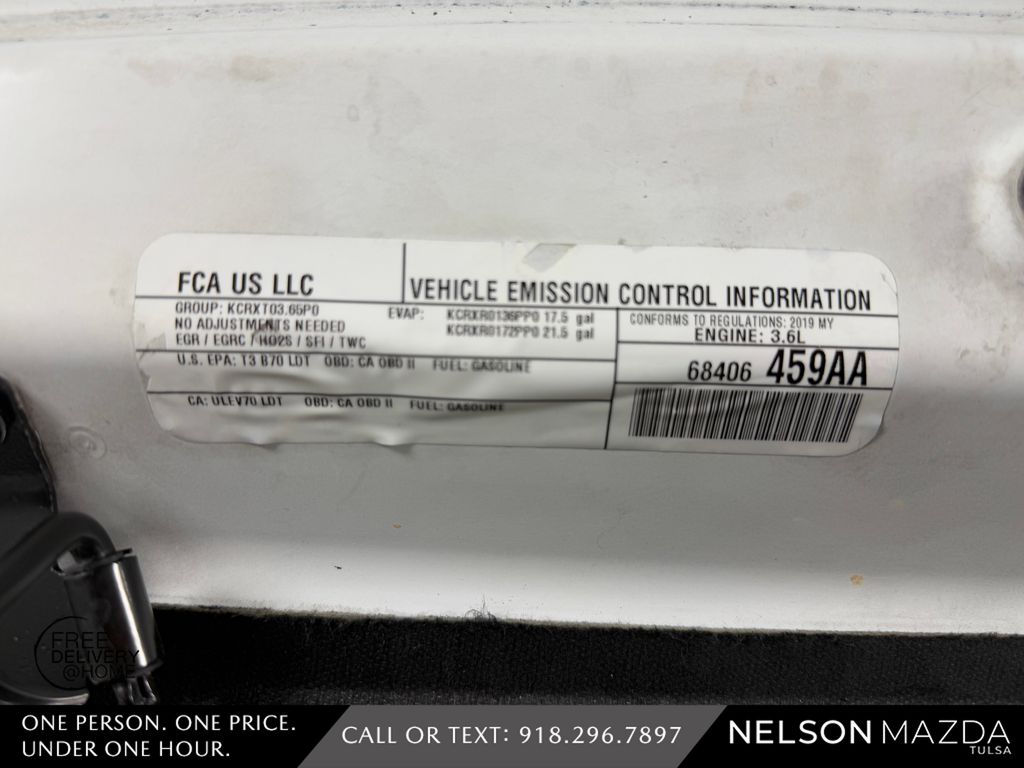 FCA US LLC
VEHICLE EMISSION CONTROL INFORMATION
GROUP: KCRXT03.65P0
NO ADJUSTMENTS NEEDED
EGR / EGRC / HO2S / SFI / TWC
EVAP: KCRXR0136PP0 17.5 gal
KCRXR0172PP0 21.5 gal
CONFORMS TO REGULATIONS: 2019 MY
ENGINE: 3.6L
U.S. EPA: T3 B70 LDT OBD: CA OBD II FUEL: GASOLINE
68406 459AA
CA: ULEV70 LDT OBD: CA OBD II FUEL: GASOLINE
FREE
DELIVERY
@HOME
ONE PERSON. ONE PRICE.
UNDER ONE HOUR.
CALL OR TEXT: 918.296.7897
NELSON MAZDA
TULSA